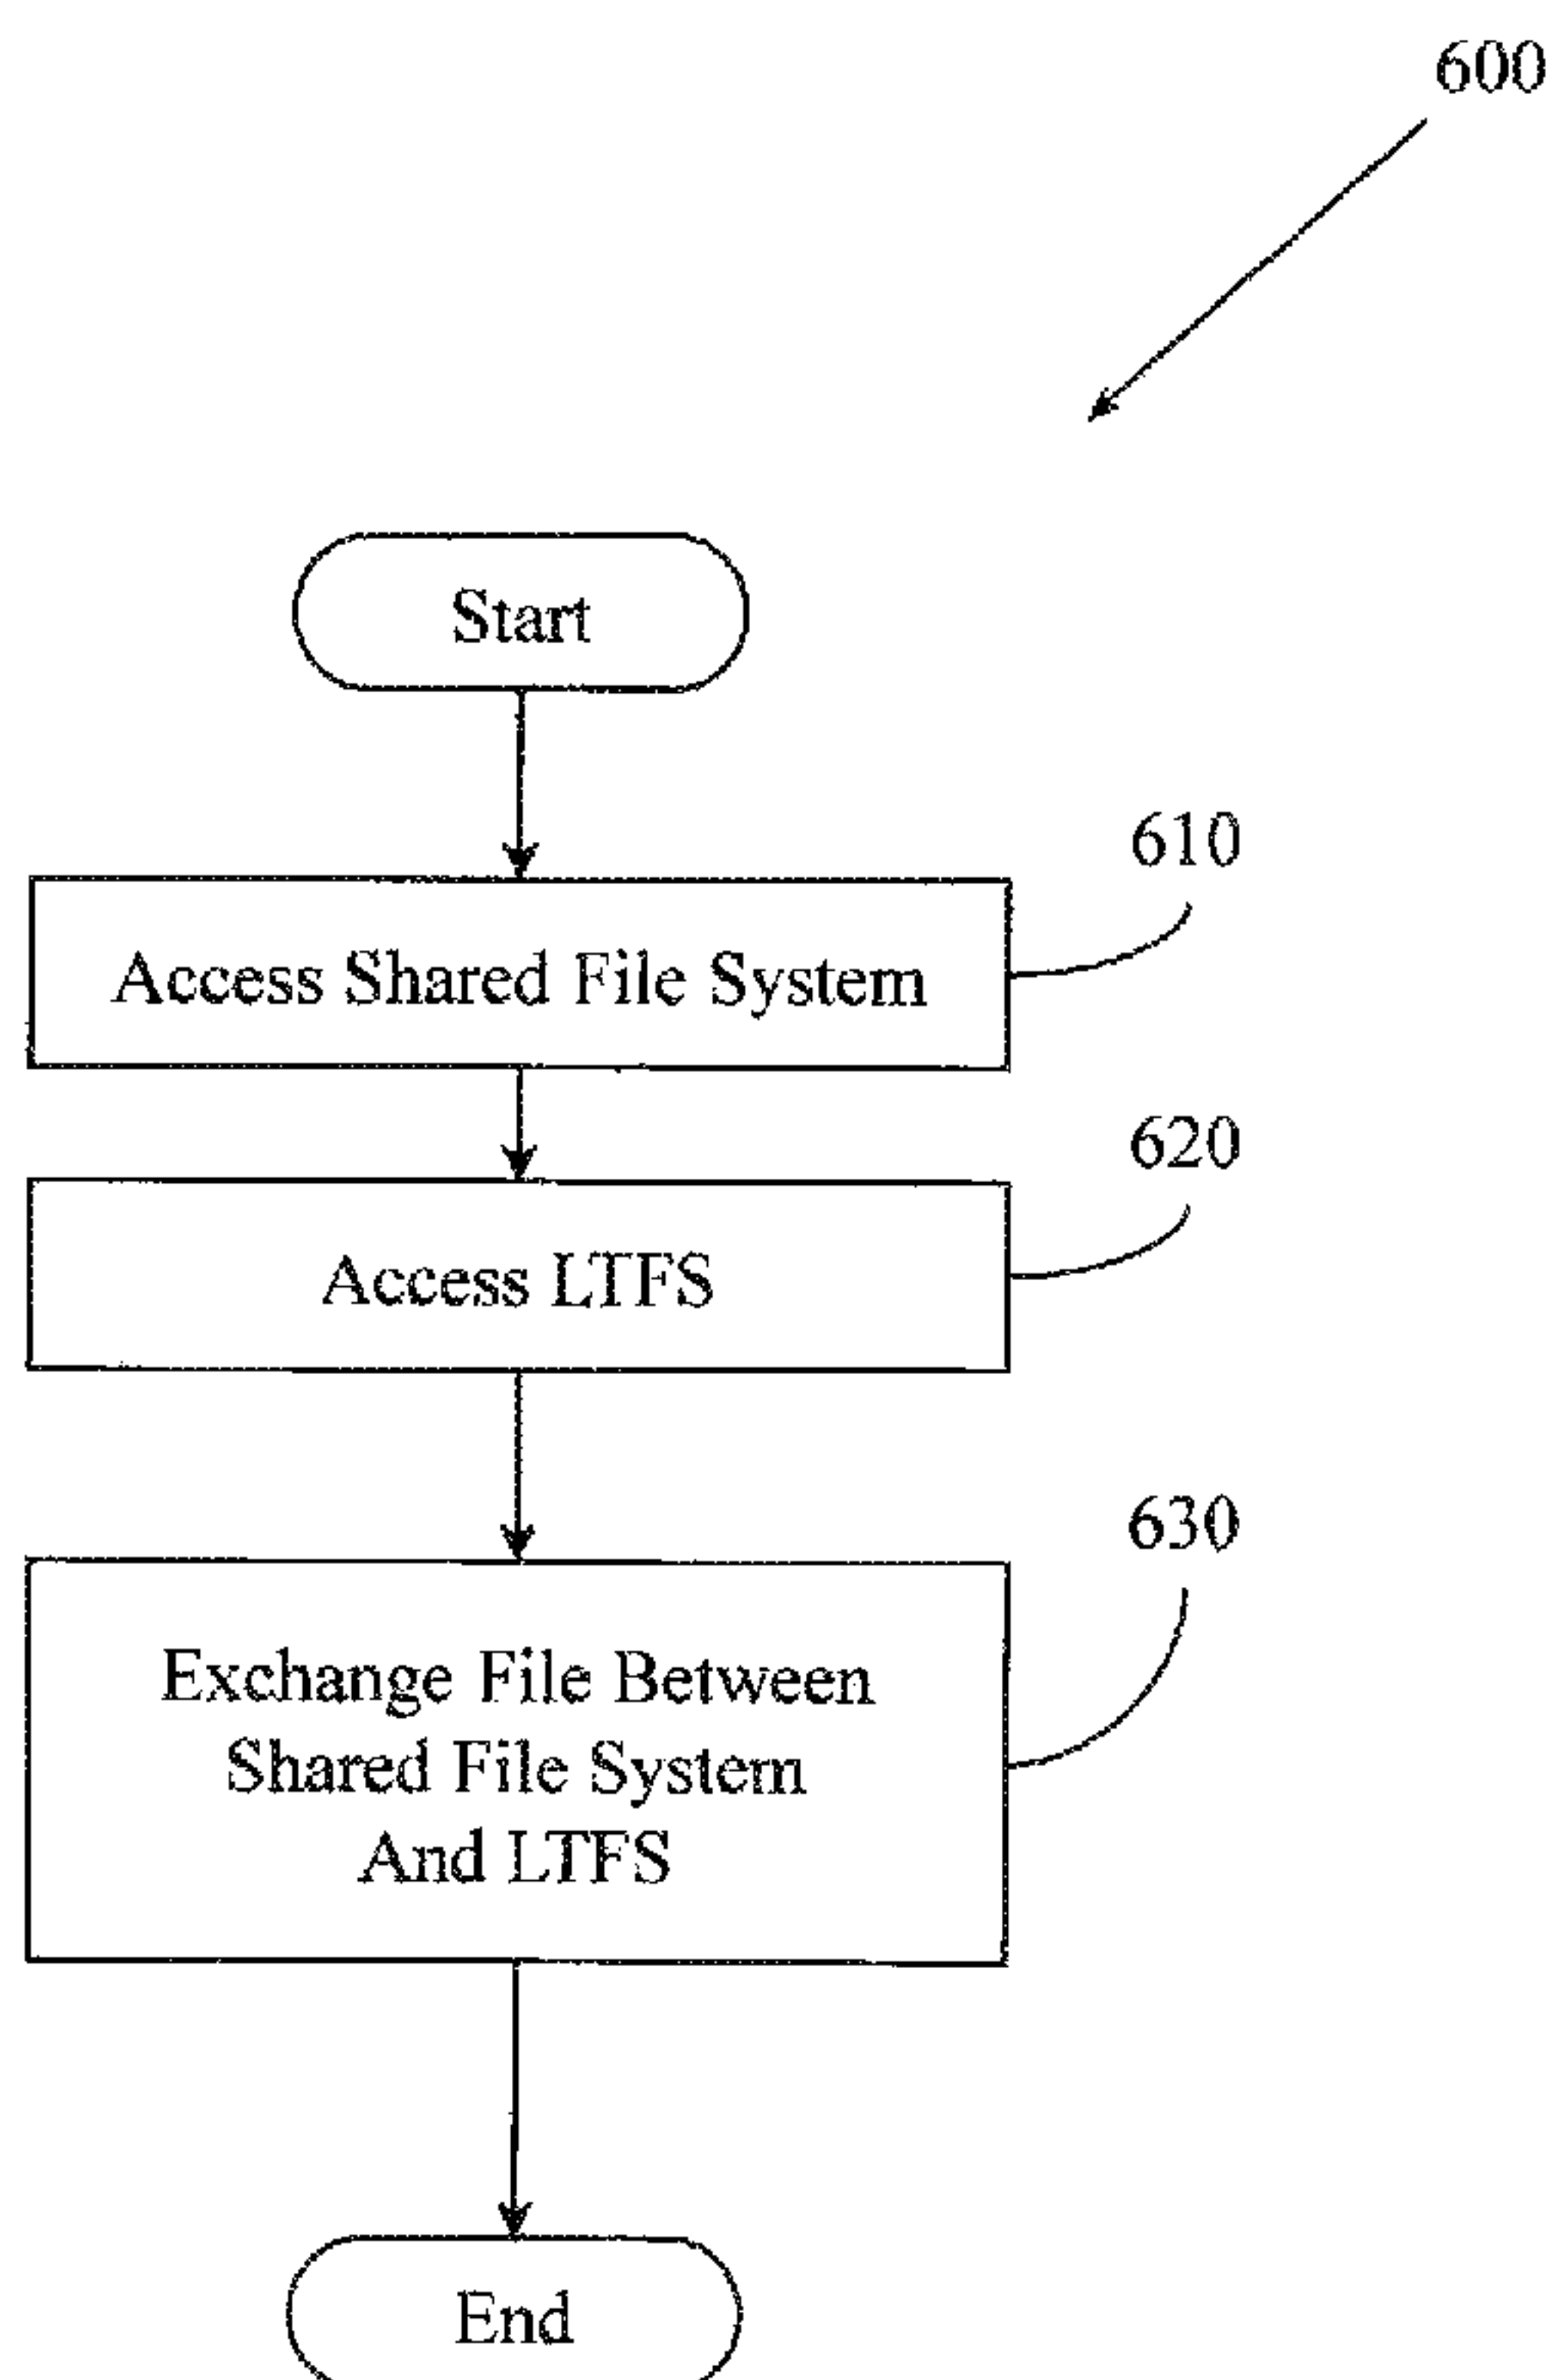 600
Start
610
Access Shared File System
620
Access LTFS
630
Exchange File Between
Shared File System
And LTFS
End